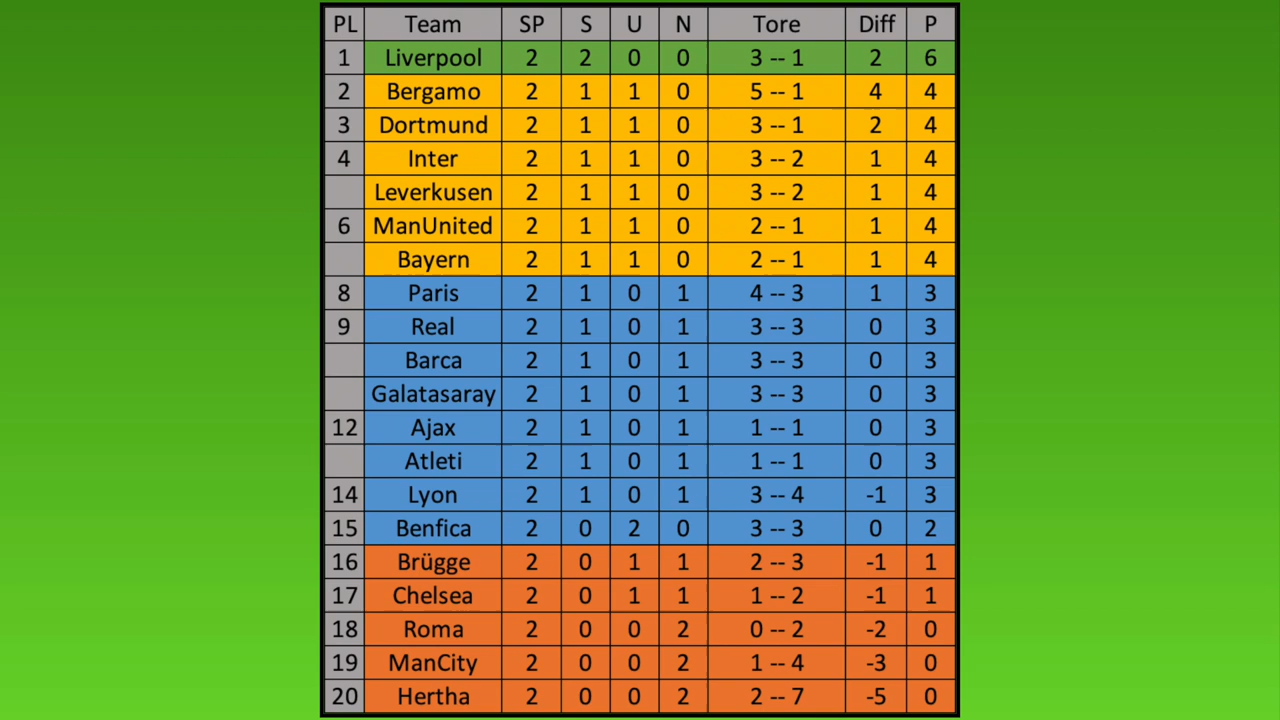 PL Team SP S U N Tore Diff P
1 Liverpool 2 2 0 0 3 -- 1 2 6
2 Bergamo 2 1 1 0 5 -- 1 4 4
3 Dortmund 2 1 1 0 3 -- 1 2 4
4 Inter 2 1 1 0 3 -- 2 1 4
Leverkusen 2 1 1 0 3 -- 2 1 4
6 ManUnited 2 1 1 0 2 -- 1 1 4
Bayern 2 1 1 0 2 -- 1 1 4
8 Paris 2 1 0 1 4 -- 3 1 3
9 Real 2 1 0 1 3 -- 3 0 3
Barca 2 1 0 1 3 -- 3 0 3
Galatasaray 2 1 0 1 3 -- 3 0 3
12 Ajax 2 1 0 1 1 -- 1 0 3
Atleti 2 1 0 1 1 -- 1 0 3
14 Lyon 2 1 0 1 3 -- 4 -1 3
15 Benfica 2 0 2 0 3 -- 3 0 2
16 Brügge 2 0 1 1 2 -- 3 -1 1
17 Chelsea 2 0 1 1 1 -- 2 -1 1
18 Roma 2 0 0 2 0 -- 2 -2 0
19 ManCity 2 0 0 2 1 -- 4 -3 0
20 Hertha 2 0 0 2 2 -- 7 -5 0